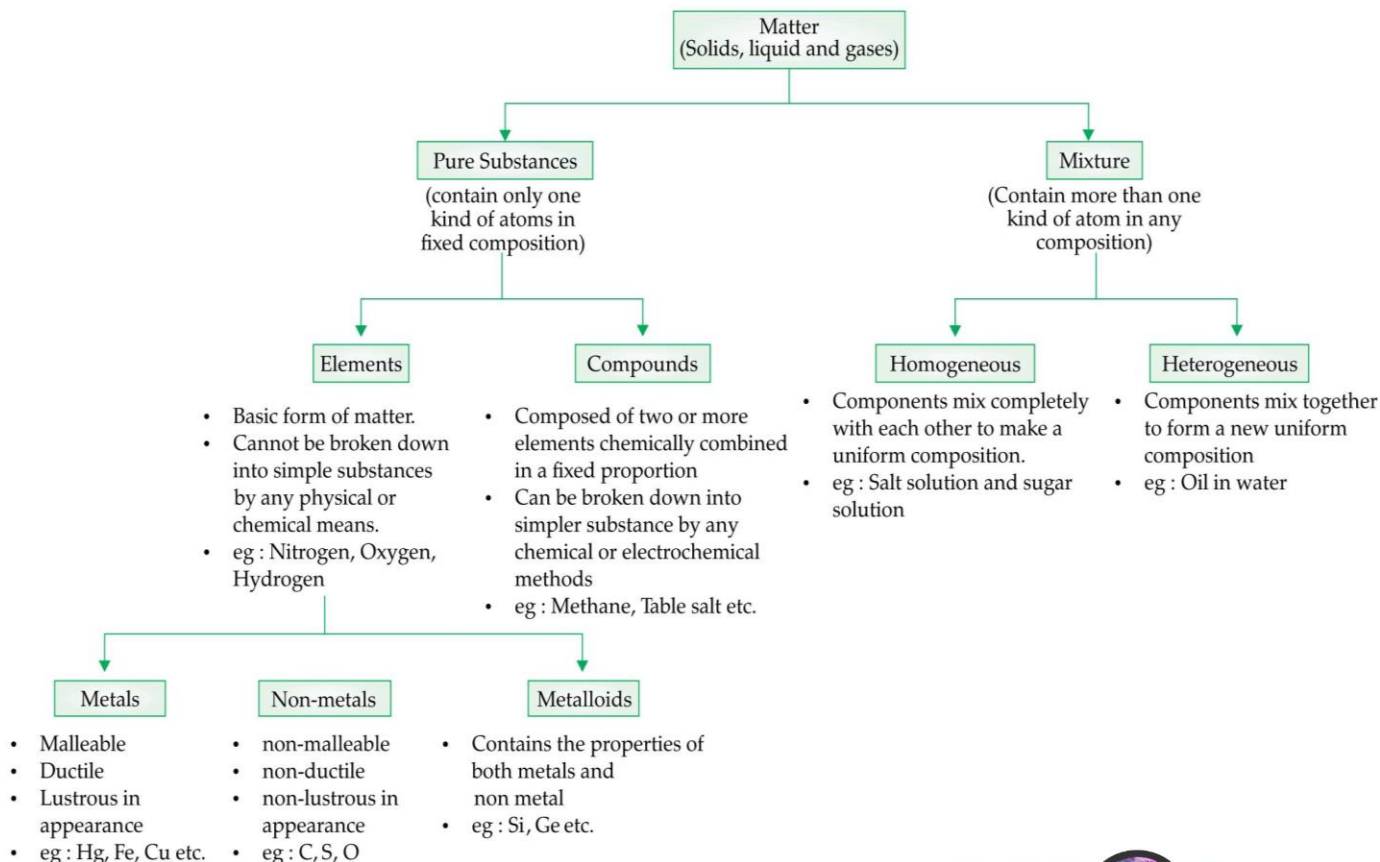 Matter
(Solids, liquid and gases)
Pure Substances
(contain only one
kind of atoms in
fixed composition)
Mixture
(Contain more than one
kind of atom in any
composition)
Elements
• Basic form of matter.
• Cannot be broken down
into simple substances
by any physical or
chemical means.
• eg : Nitrogen, Oxygen,
Hydrogen
Compounds
• Composed of two or more
elements chemically combined
in a fixed proportion
• Can be broken down into
simpler substance by any
chemical or electrochemical
methods
• eg : Methane, Table salt etc.
Homogeneous
• Components mix completely
with each other to make a
uniform composition.
• eg : Salt solution and sugar
solution
Heterogeneous
• Components mix together
to form a new uniform
composition
• eg : Oil in water
Metals
• Malleable
• Ductile
• Lustrous in
appearance
• eg : Hg, Fe, Cu etc.
Non-metals
• non-malleable
• non-ductile
• non-lustrous in
appearance
• eg : C, S, O
Metalloids
• Contains the properties of
both metals and
non metal
• eg : Si, Ge etc.